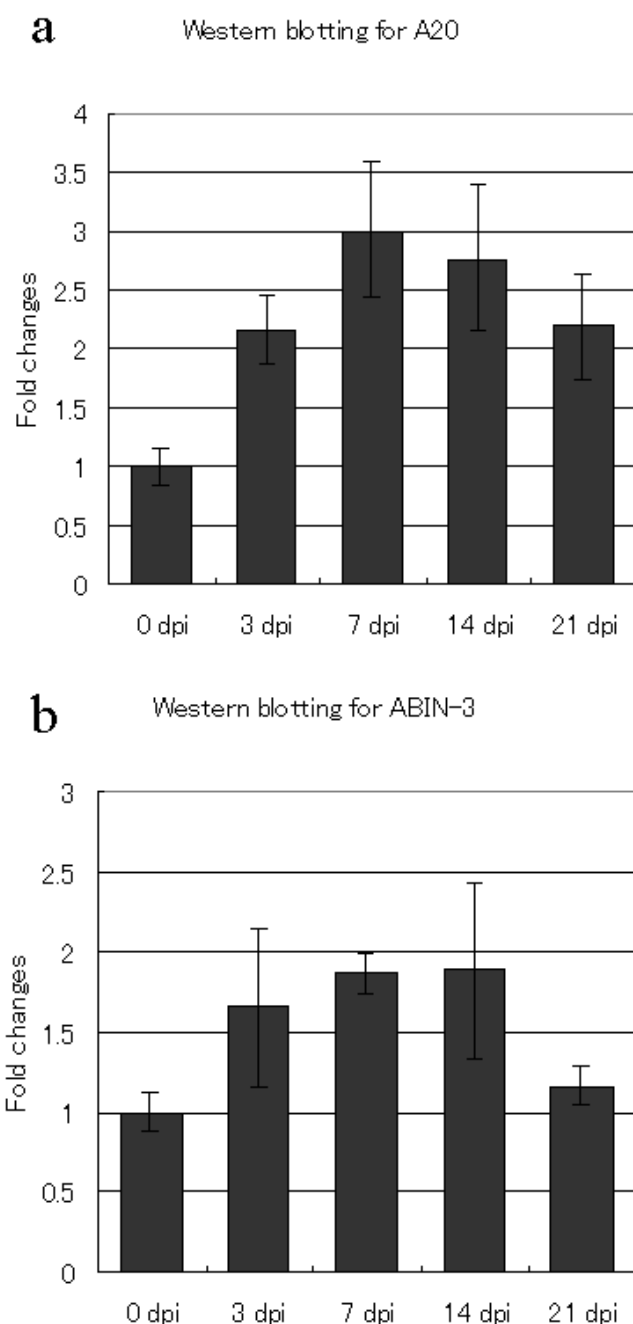 a
Western blotting for A20
4
3.5
3
2.5
2
1.5
1
0.5
0
Fold changes
0 dpi 3 dpi 7 dpi 14 dpi 21 dpi
b
Western blotting for ABIN-3
3
2.5
2
1.5
1
0.5
0
Fold changes
0 dpi 3 dpi 7 dpi 14 dpi 21 dpi